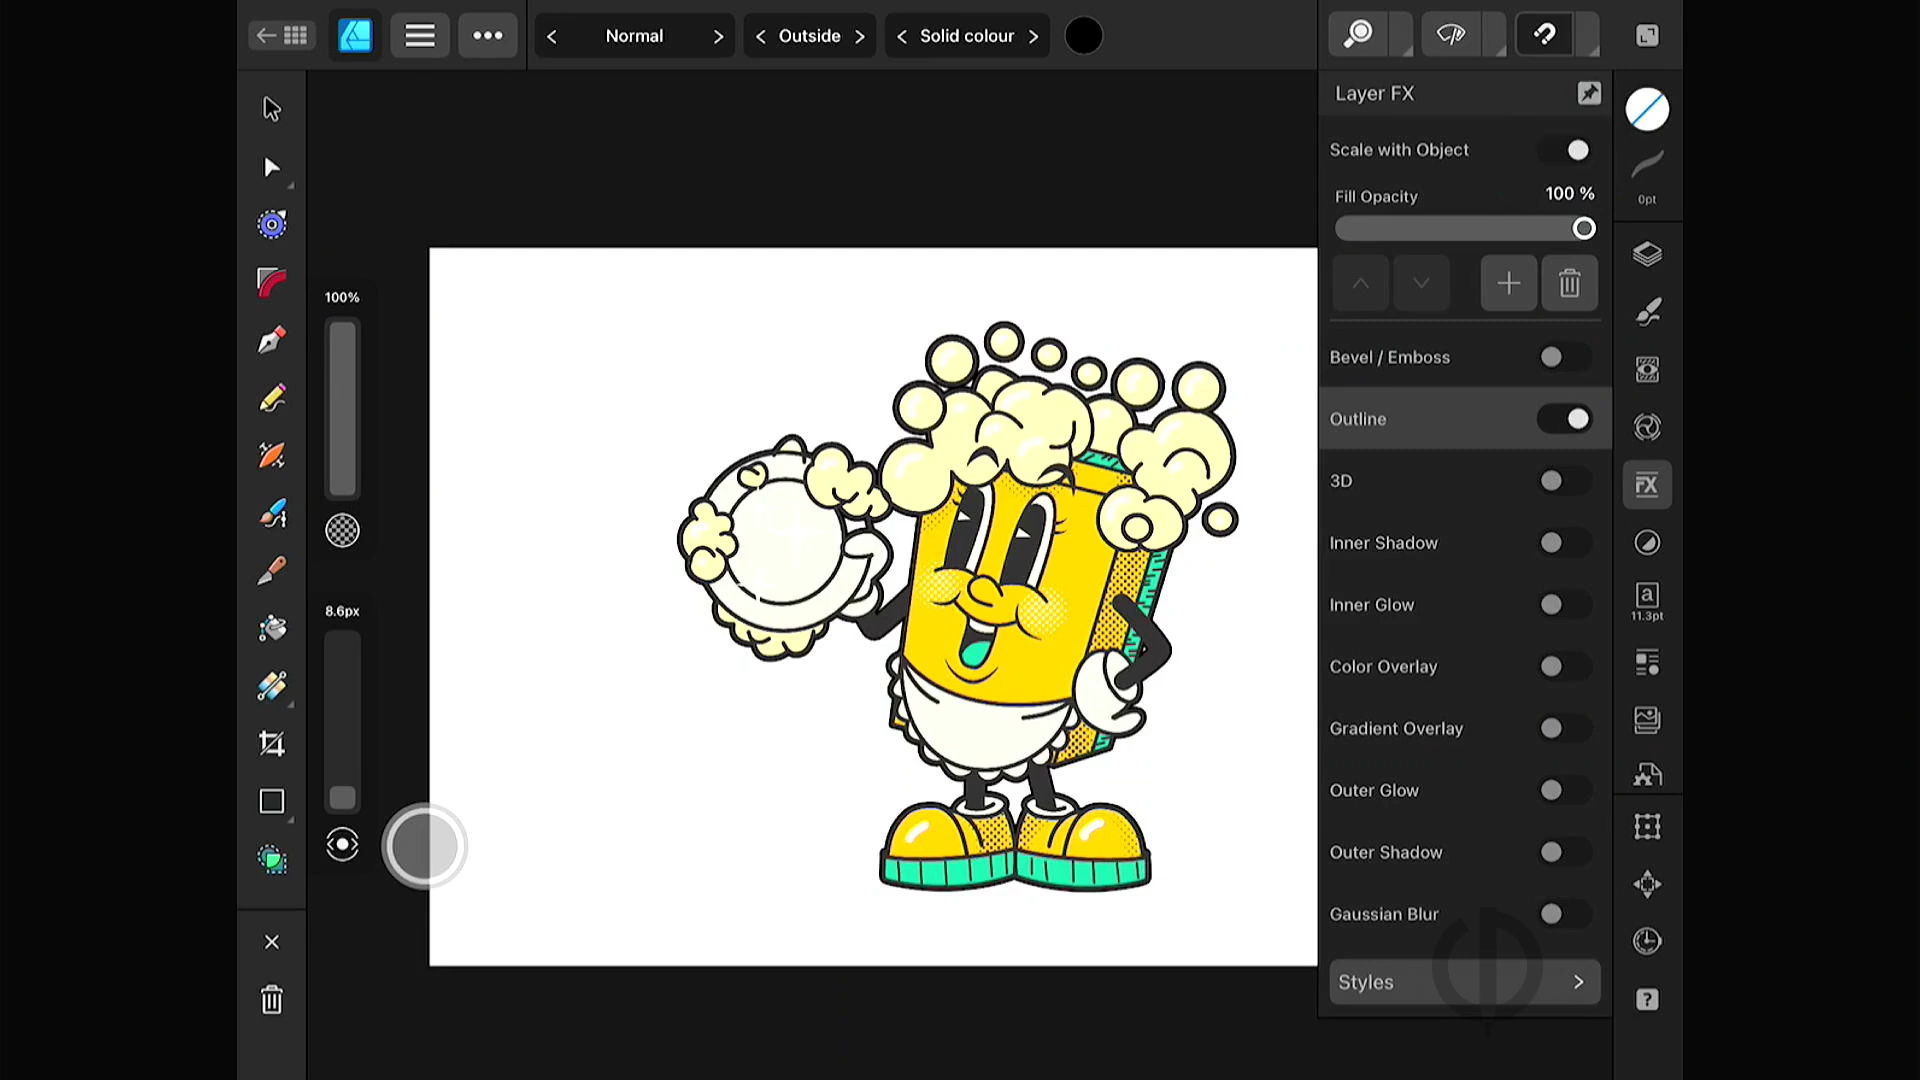 Normal
Outside
Solid colour
Layer FX
Scale with Object
0pt
Fill Opacity
100 %
100%
Bevel / Emboss
Outline
FX
3D
Inner Shadow
a
Inner Glow
11.3pt
8.6px
Color Overlay
Gradient Overlay
Outer Glow
Outer Shadow
Gaussian Blur
Styles
?